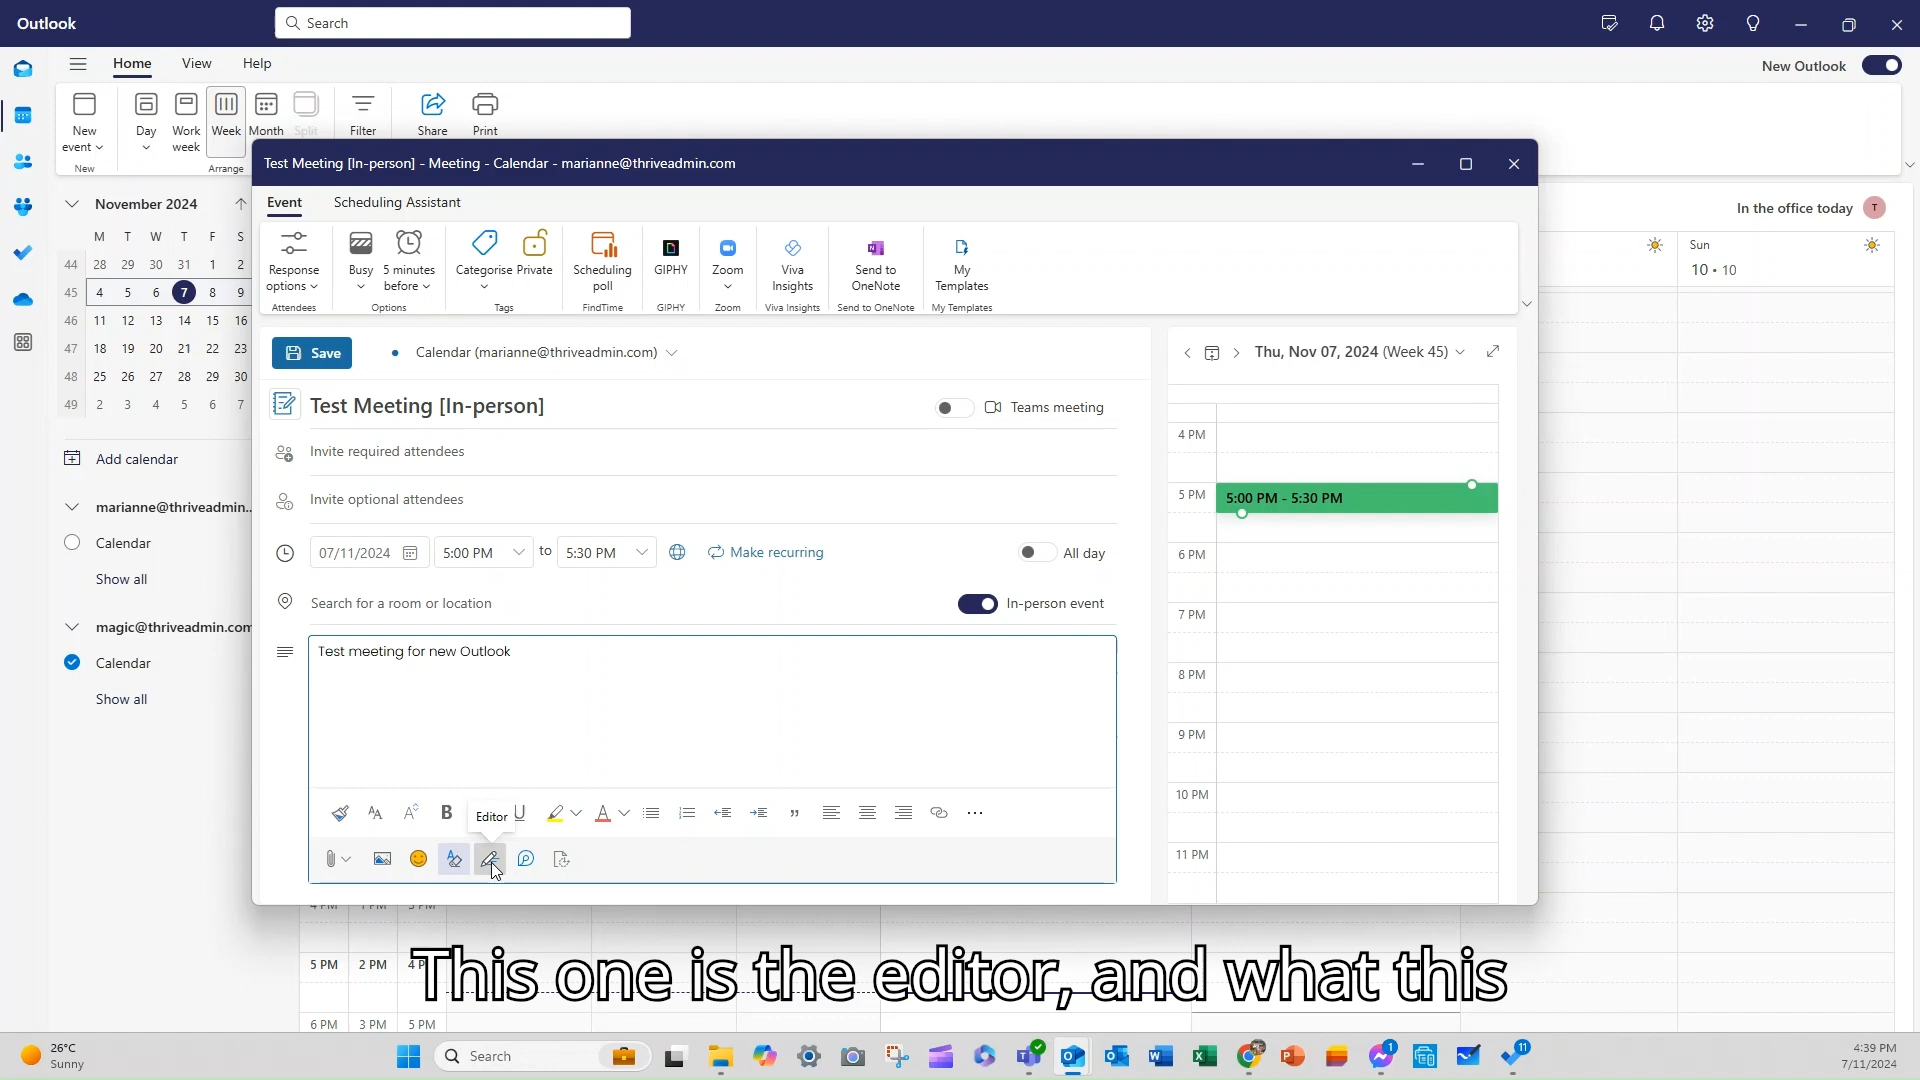 Outlook
Search
Home View Help
New Outlook
New event
Day
Work week
Week
Month
Split
Filter
Share
Print
New
Arrange
Test Meeting [In-person] - Meeting - Calendar - marianne@thriveadmin.com
Event Scheduling Assistant
Response options
Busy
5 minutes before
Categorise
Private
Scheduling poll
GIPHY
Zoom
Viva Insights
Send to OneNote
My Templates
Attendees
Options
Tags
FindTime
GIPHY
Zoom
Viva Insights
Send to OneNote
My Templates
November 2024
M T W T F S
44 28 29 30 31 1 2
45 4 5 6 7 8 9
46 11 12 13 14 15 16
47 18 19 20 21 22 23
48 25 26 27 28 29 30
49 2 3 4 5 6 7
Add calendar
marianne@thriveadmin..
Calendar
Show all
magic@thriveadmin.com
Calendar
Show all
Save
Calendar (marianne@thriveadmin.com)
Test Meeting [In-person]
Teams meeting
Invite required attendees
Invite optional attendees
07/11/2024 5:00 PM to 5:30 PM
Make recurring
All day
Search for a room or location
In-person event
Test meeting for new Outlook
B U
Editor
Thu, Nov 07, 2024 (Week 45)
4 PM
5 PM
5:00 PM - 5:30 PM
6 PM
7 PM
8 PM
9 PM
10 PM
11 PM
In the office today T
Sun
10 • 10
4 PM 1 PM 3 PM
5 PM 2 PM 4 P
6 PM 3 PM 5 PM
This one is the editor, and what this
26°C
Sunny
Search
1
11
4:39 PM
7/11/2024